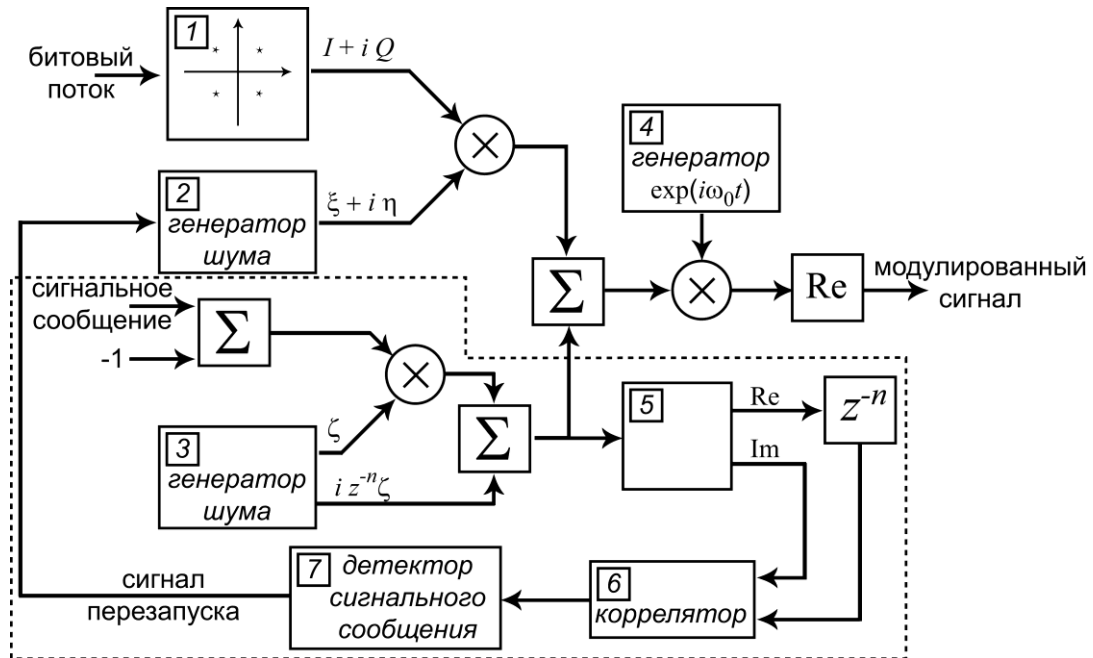 битовый
поток
1
I + i Q
2
генератор
шума
ξ + i η
4
генератор
exp(iω₀t)
Σ
Re
модулированный
сигнал
сигнальное
сообщение
-1
Σ
3
генератор
шума
ζ
i z⁻ⁿζ
Σ
5
Re
Im
z⁻ⁿ
6
коррелятор
7
детектор
сигнального
сообщения
сигнал
перезапуска